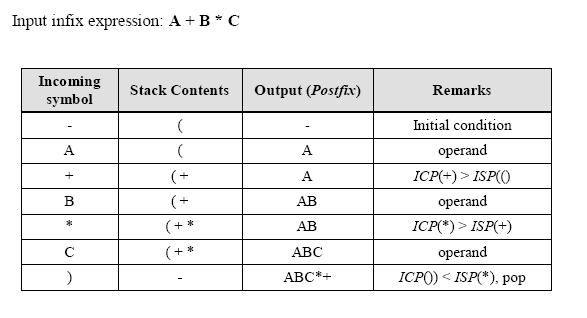 Input infix expression: A + B * C
Incoming symbol Stack Contents Output (Postfix) Remarks
- ( - Initial condition
A ( A operand
+ ( + A ICP(+) > ISP(()
B ( + AB operand
* ( + * AB ICP(*) > ISP(+)
C ( + * ABC operand
) - ABC*+ ICP()) < ISP(*), pop